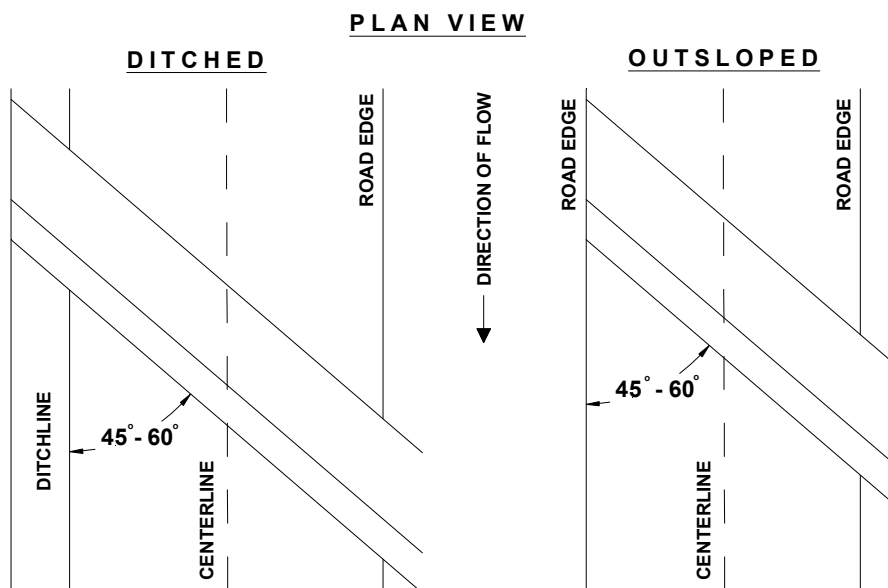 PLAN VIEW
DITCHED
OUTSLOPED
ROAD EDGE
DIRECTION OF FLOW
ROAD EDGE
ROAD EDGE
45°- 60°
45°- 60°
DITCHLINE
CENTERLINE
CENTERLINE